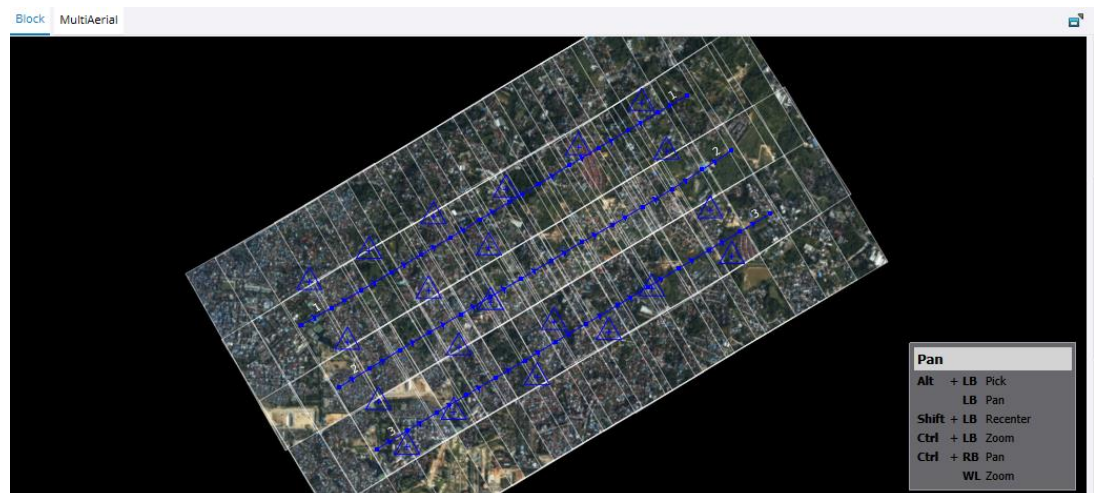 Block MultiAerial
1
2
3
1
2
3
Pan
Alt + LB Pick
LB Pan
Shift + LB Recenter
Ctrl + LB Zoom
Ctrl + RB Pan
WL Zoom